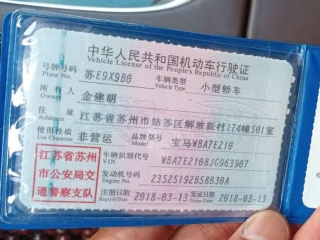 中华人民共和国机动车行驶证
Vehicle License of the People's Republic of China
号牌号码 苏E9X9B0 车辆类型 小型轿车
Plate No. Vehicle Type
所有人 金建明
Owner
住址 江苏省苏州市姑苏区解放新村174幢301室
Address
使用性质 非营运 品牌型号 宝马WBA7E210
Use Character Model
江苏省苏州
市公安局交
通警察支队
车辆识别代号 WBA7E2108JG963907
VIN
发动机号码 23525192B58B30A
Engine No.
注册日期 2018-03-13 发证日期 2018-03-13
Register Date Issue Date